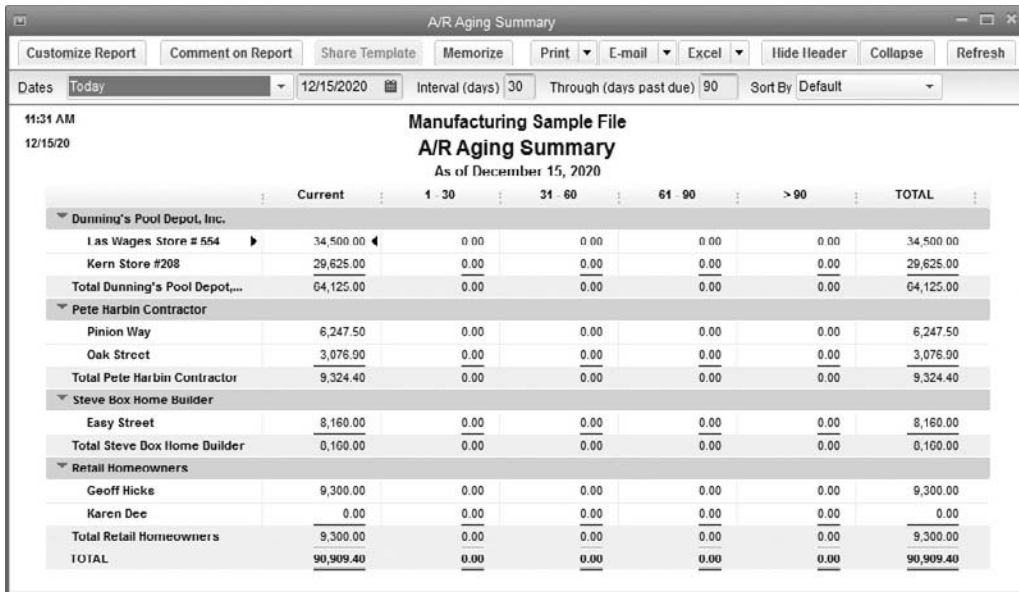 A/R Aging Summary
Customize Report Comment on Report Share Template Memorize Print E-mail Excel Hide Header Collapse Refresh
Dates Today 12/15/2020 Interval (days) 30 Through (days past due) 90 Sort By Default
11:31 AM Manufacturing Sample File
12/15/20 A/R Aging Summary
As of December 15, 2020
Current 1 - 30 31 - 60 61 - 90 > 90 TOTAL
Dunning's Pool Depot, Inc.
Las Wages Store # 554 34,500.00 0.00 0.00 0.00 0.00 34,500.00
Kern Store #208 29,625.00 0.00 0.00 0.00 0.00 29,625.00
Total Dunning's Pool Depot,... 64,125.00 0.00 0.00 0.00 0.00 64,125.00
Pete Harbin Contractor
Pinion Way 6,247.50 0.00 0.00 0.00 0.00 6,247.50
Oak Street 3,076.90 0.00 0.00 0.00 0.00 3,076.90
Total Pete Harbin Contractor 9,324.40 0.00 0.00 0.00 0.00 9,324.40
Steve Box Home Builder
Easy Street 8,160.00 0.00 0.00 0.00 0.00 8,160.00
Total Steve Box Home Builder 8,160.00 0.00 0.00 0.00 0.00 8,160.00
Retail Homeowners
Geoff Hicks 9,300.00 0.00 0.00 0.00 0.00 9,300.00
Karen Dee 0.00 0.00 0.00 0.00 0.00 0.00
Total Retail Homeowners 9,300.00 0.00 0.00 0.00 0.00 9,300.00
TOTAL 90,909.40 0.00 0.00 0.00 0.00 90,909.40